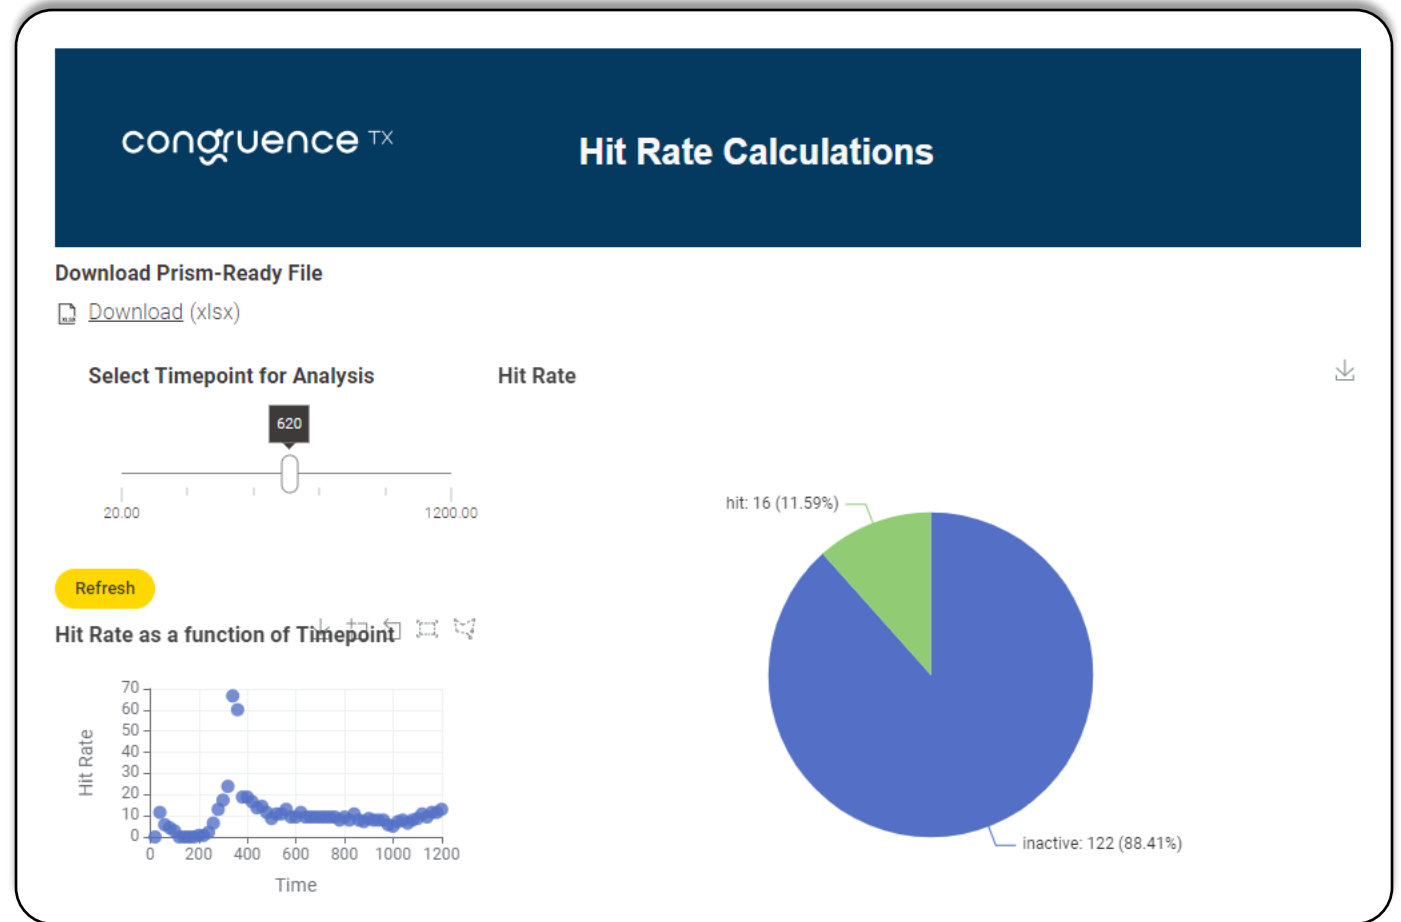 congruence TX
Hit Rate Calculations
Download Prism-Ready File
XLSX
Download (xlsx)
Select Timepoint for Analysis
Hit Rate
620
20.00
1200.00
hit: 16 (11.59%)
Refresh
Hit Rate as a function of Timepoint
70
60
50
40
30
20
10
0
Hit Rate
0 200 400 600 800 1000 1200
Time
inactive: 122 (88.41%)